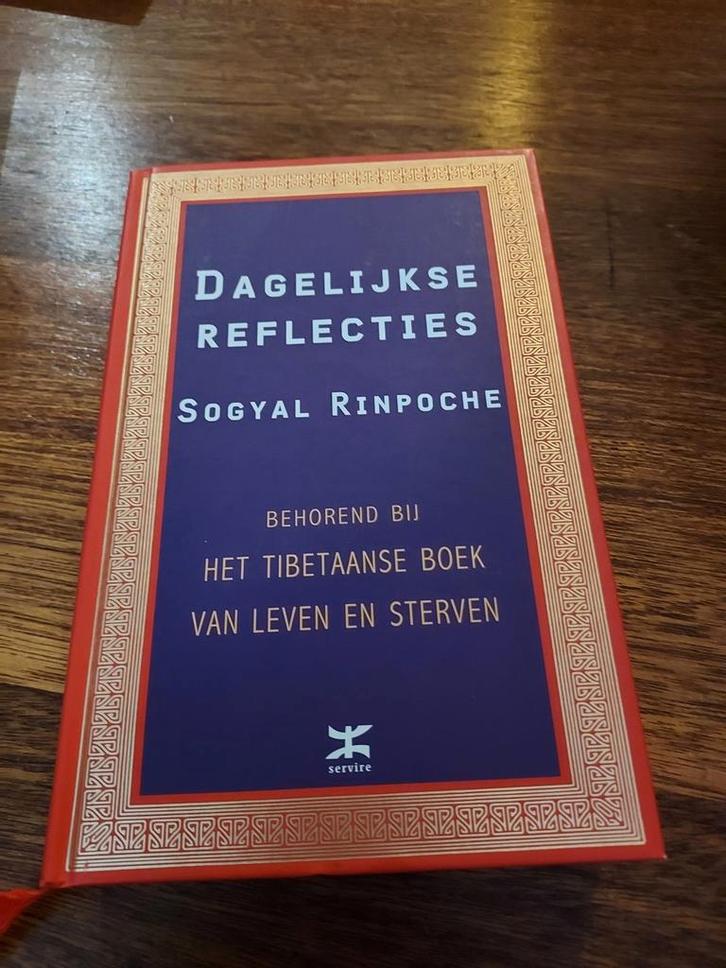 DAGELIJKSE
REFLECTIES
SOGYAL RINPOCHE
BEHOREND BIJ
HET TIBETAANSE BOEK
VAN LEVEN EN STERVEN
servire